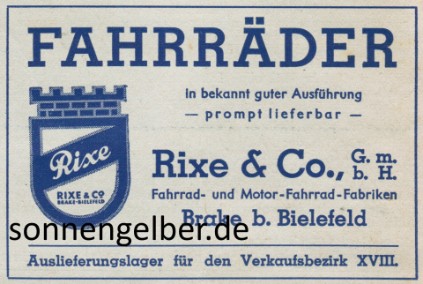 FAHRRÄDER
In bekannt guter Ausführung
— prompt lieferbar —
Rixe
RIXE & CO
BRAKE-BIELEFELD
Rixe & Co., G. m. b. H.
Fahrrad- und Motor-Fahrrad-Fabriken
Brake b. Bielefeld
sonnengelber.de
Auslieferungslager für den Verkaufsbezirk XVIII.